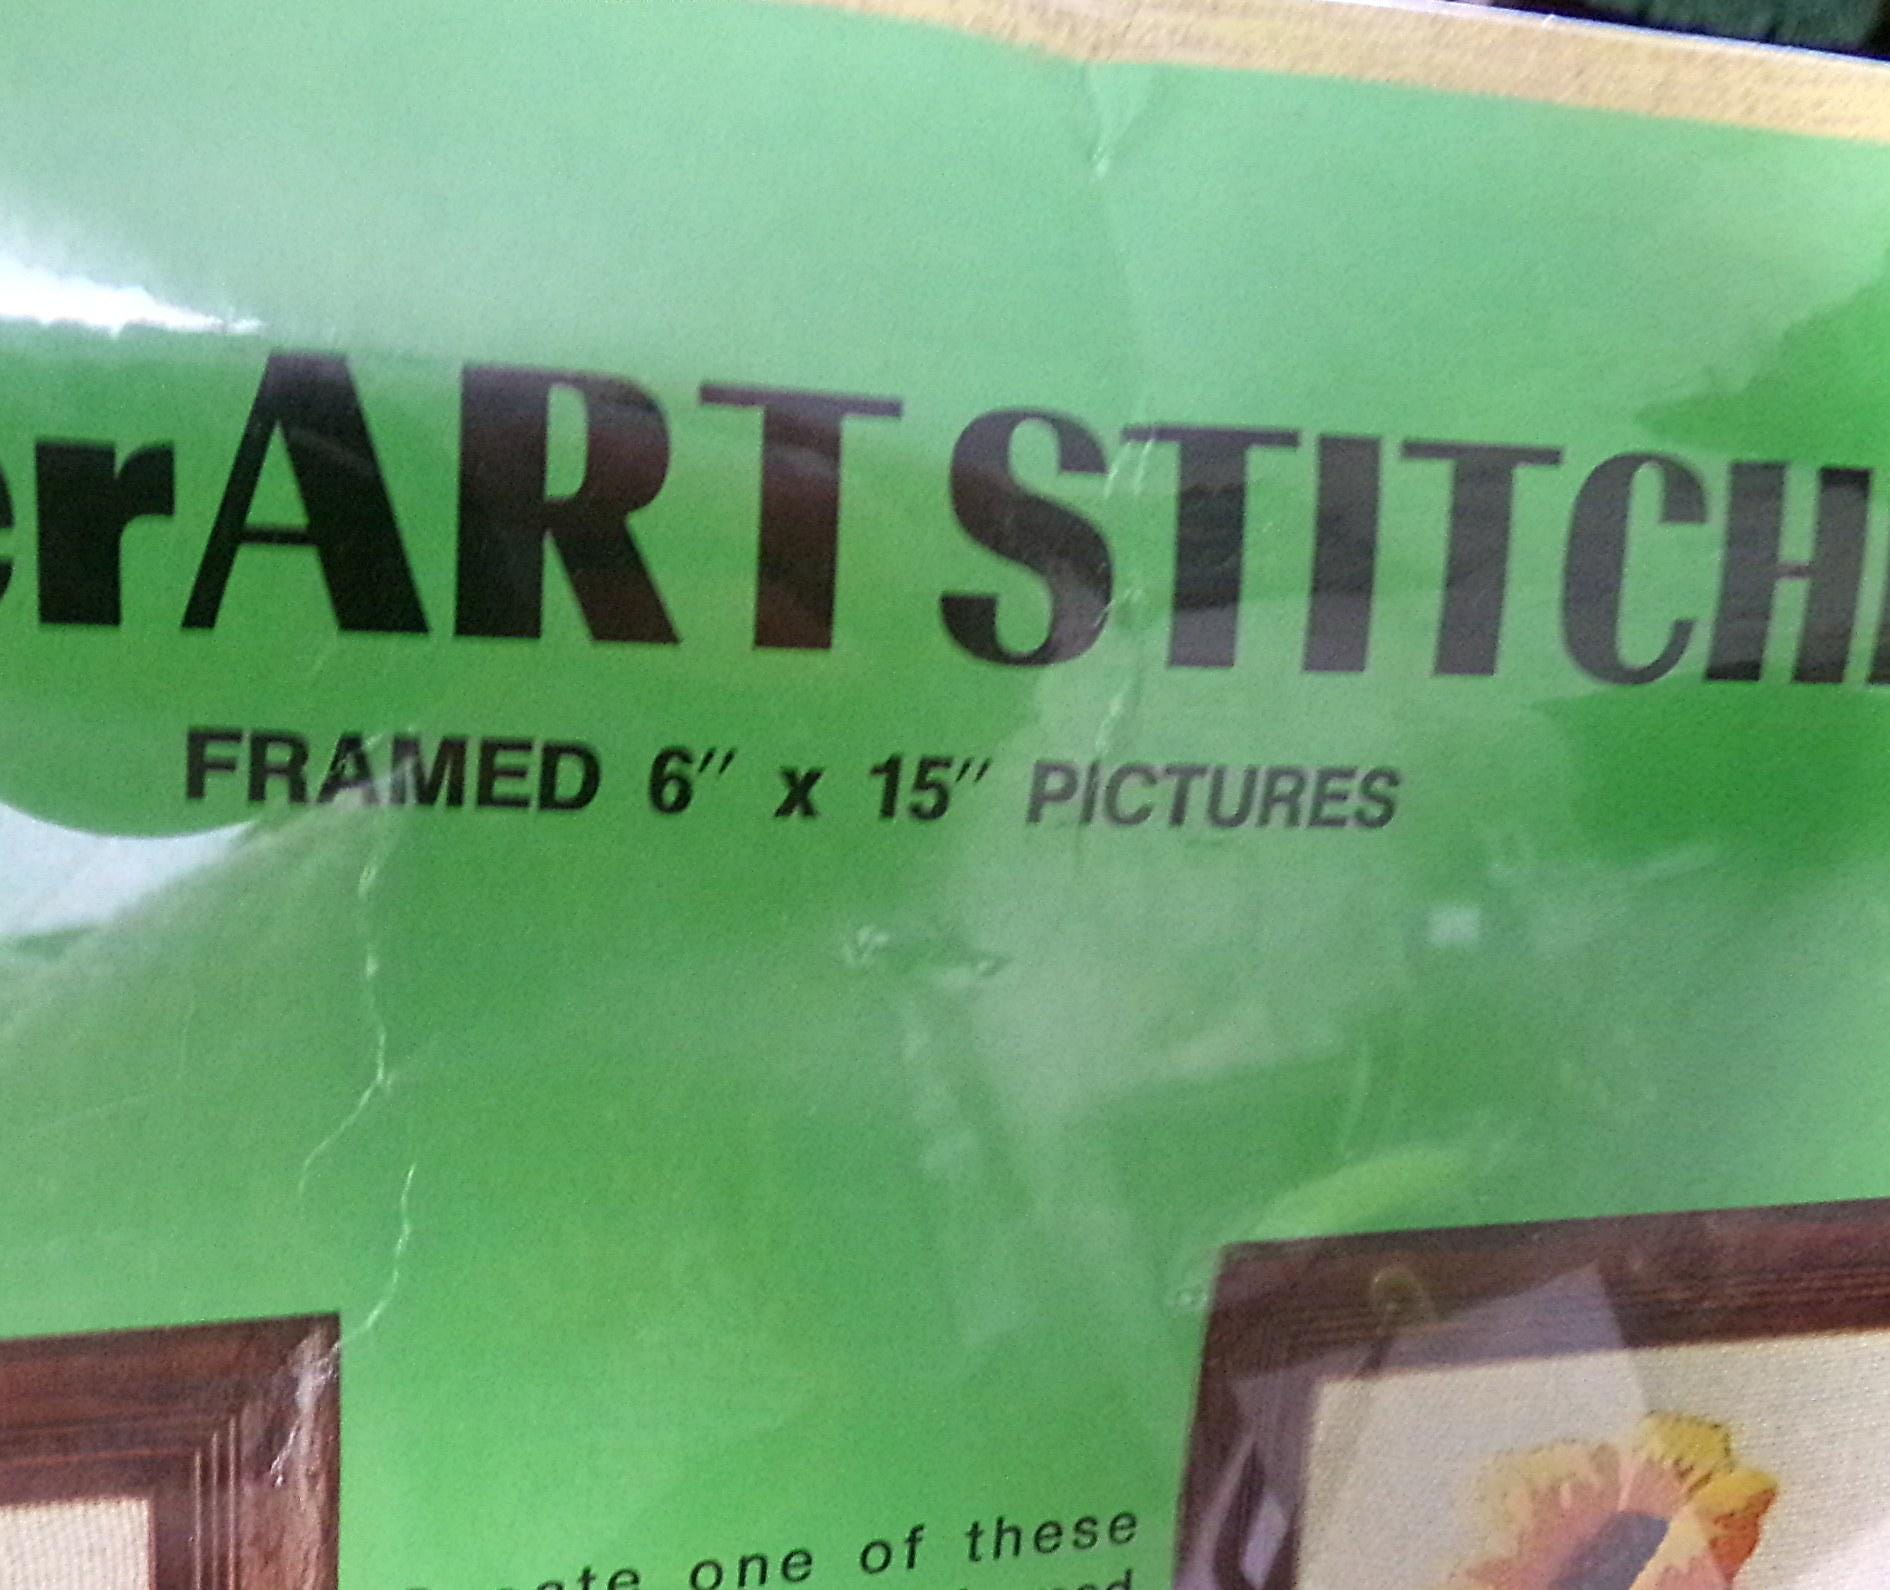 erART STITCH
FRAMED 6" x 15" PICTURES
one of these